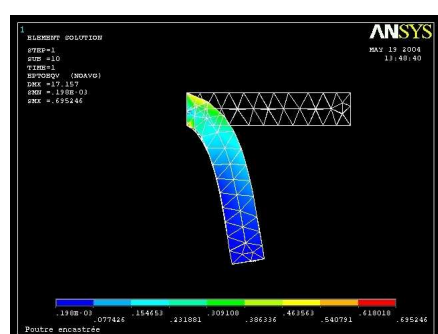 1
ELEMENT SOLUTION
STEP=1
SUB =10
TIME=1
EPTOEQV (NOAVG)
DMX =17.157
SMN =.198E-03
SMX =.695246
ANSYS
MAY 19 2004
13:48:40
.198E-03 .077426 .154653 .231881 .309108 .386336 .463563 .540791 .618018 .695246
Poutre encastrée